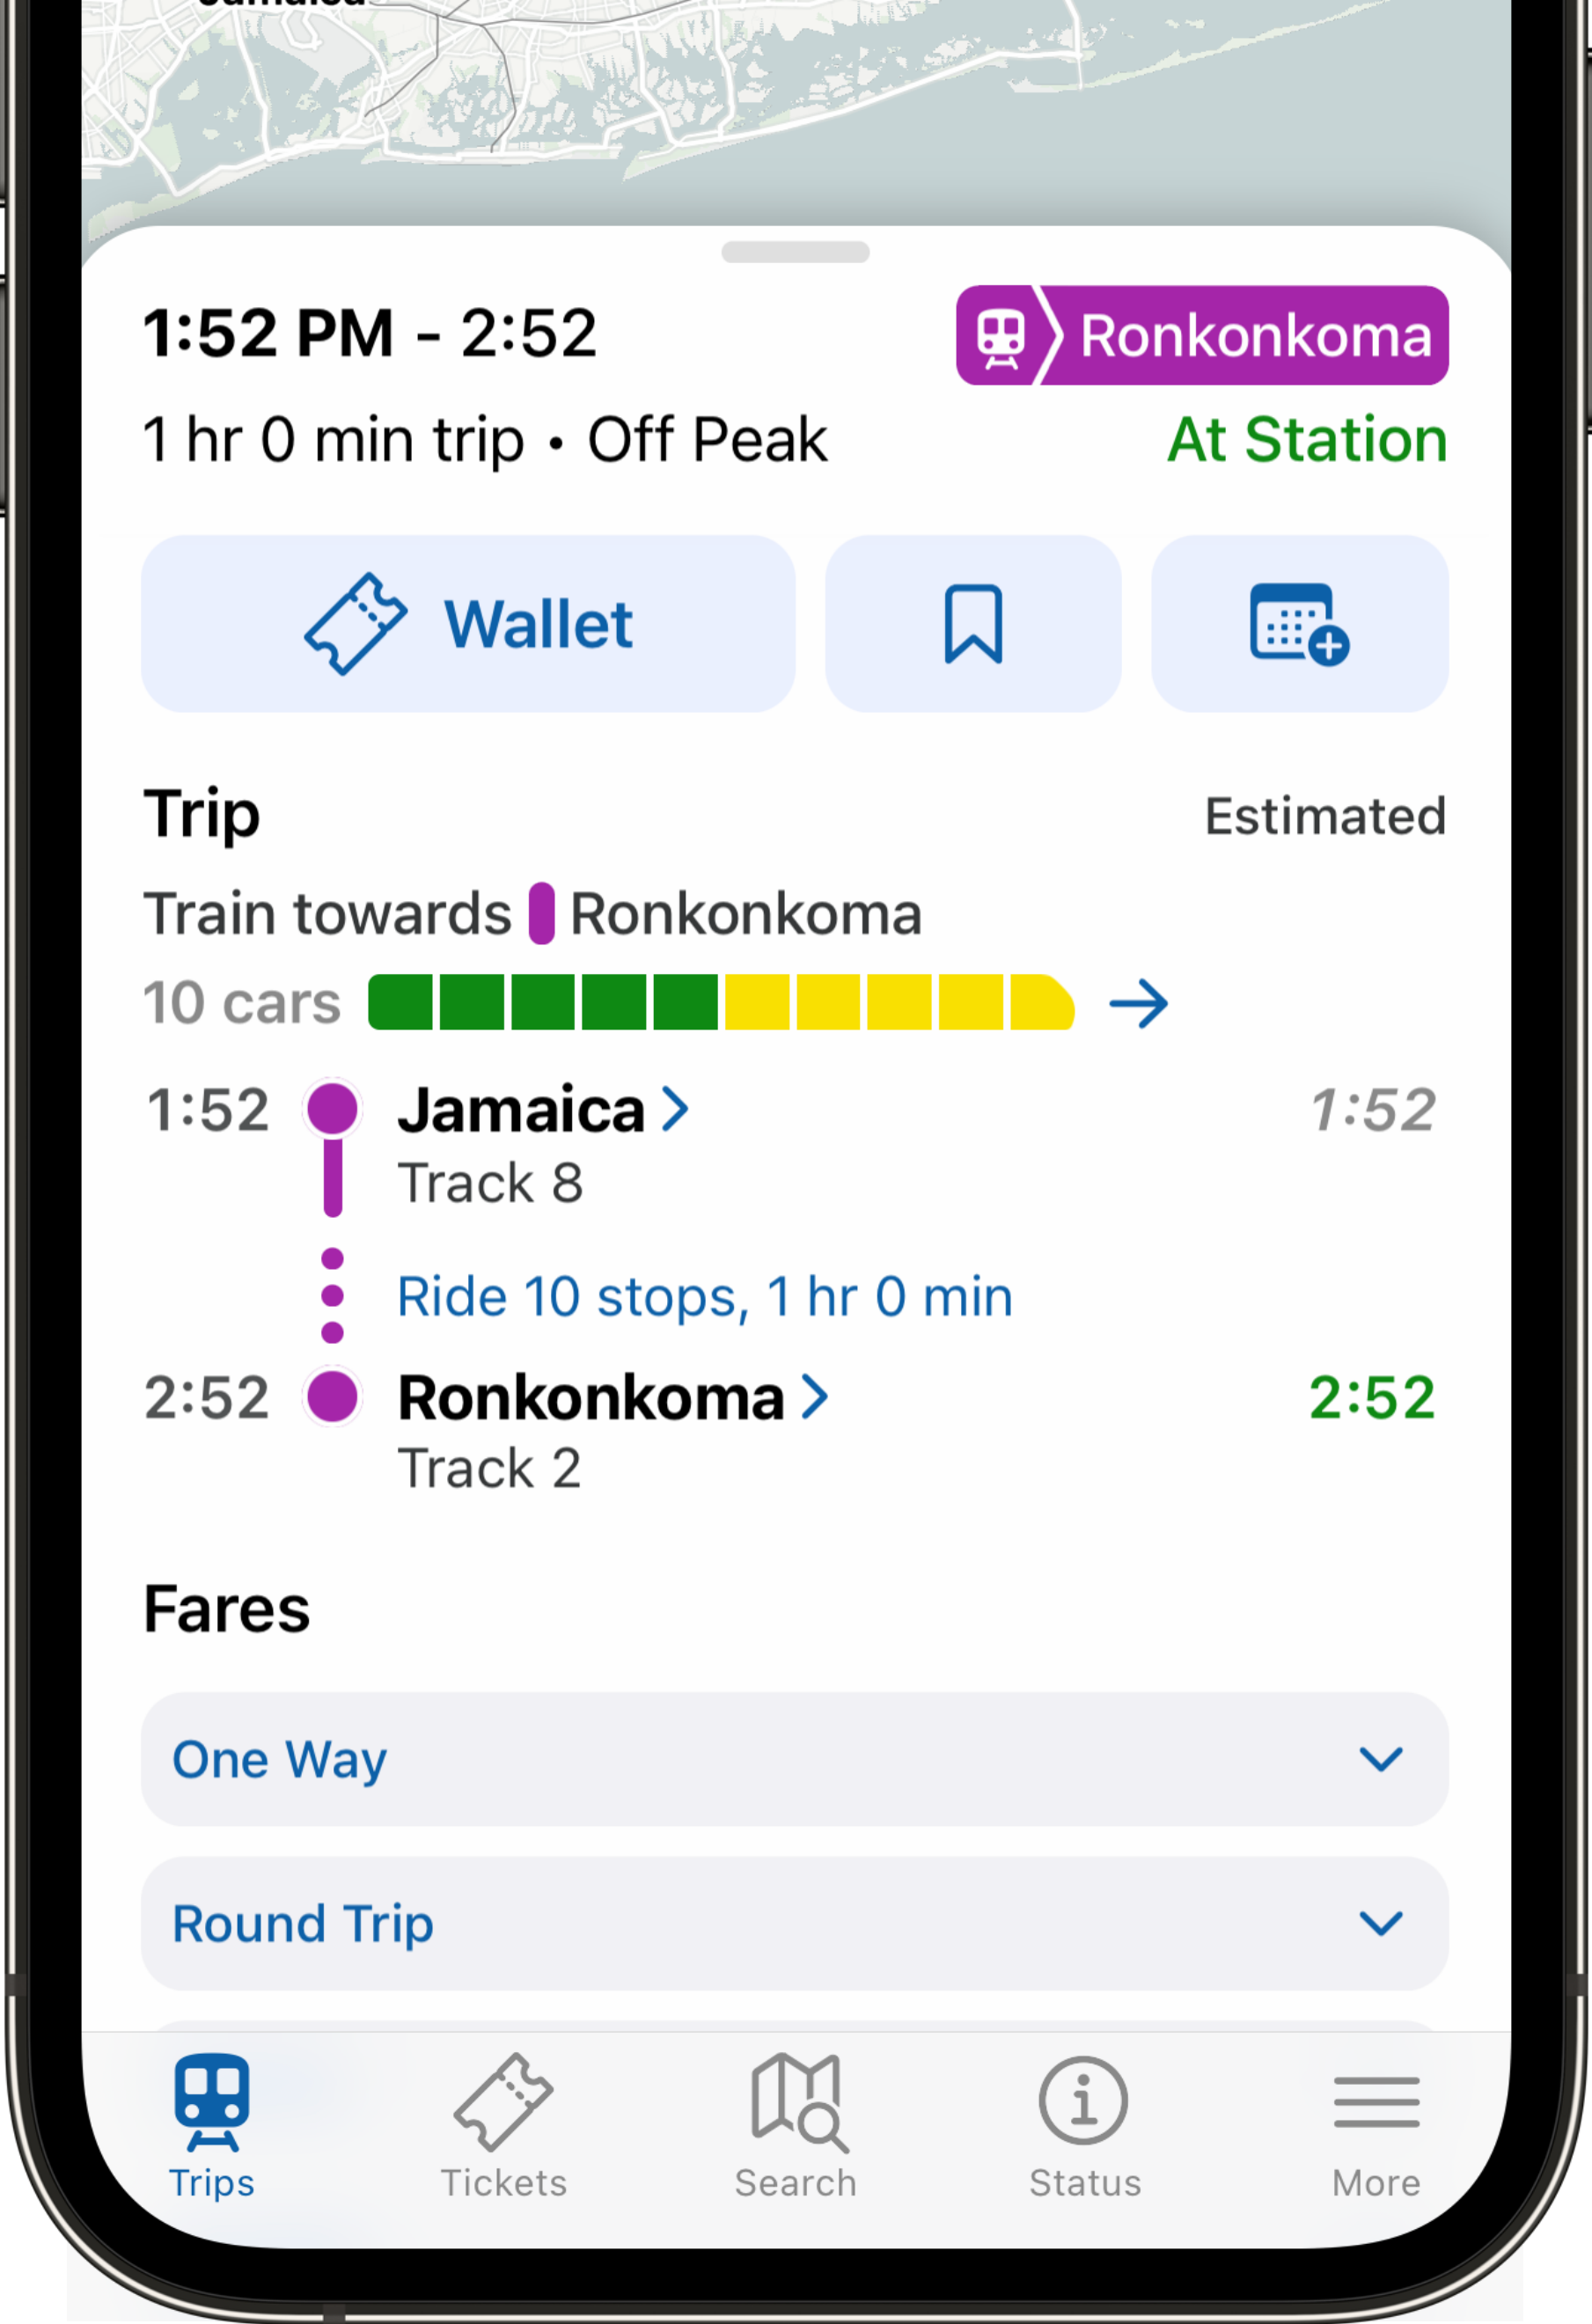 1:52 PM - 2:52
Ronkonkoma
1 hr 0 min trip • Off Peak
At Station
Wallet
Trip
Estimated
Train towards Ronkonkoma
10 cars
1:52 Jamaica 1:52
Track 8
Ride 10 stops, 1 hr 0 min
2:52 Ronkonkoma 2:52
Track 2
Fares
One Way
Round Trip
Trips
Tickets
Search
Status
More